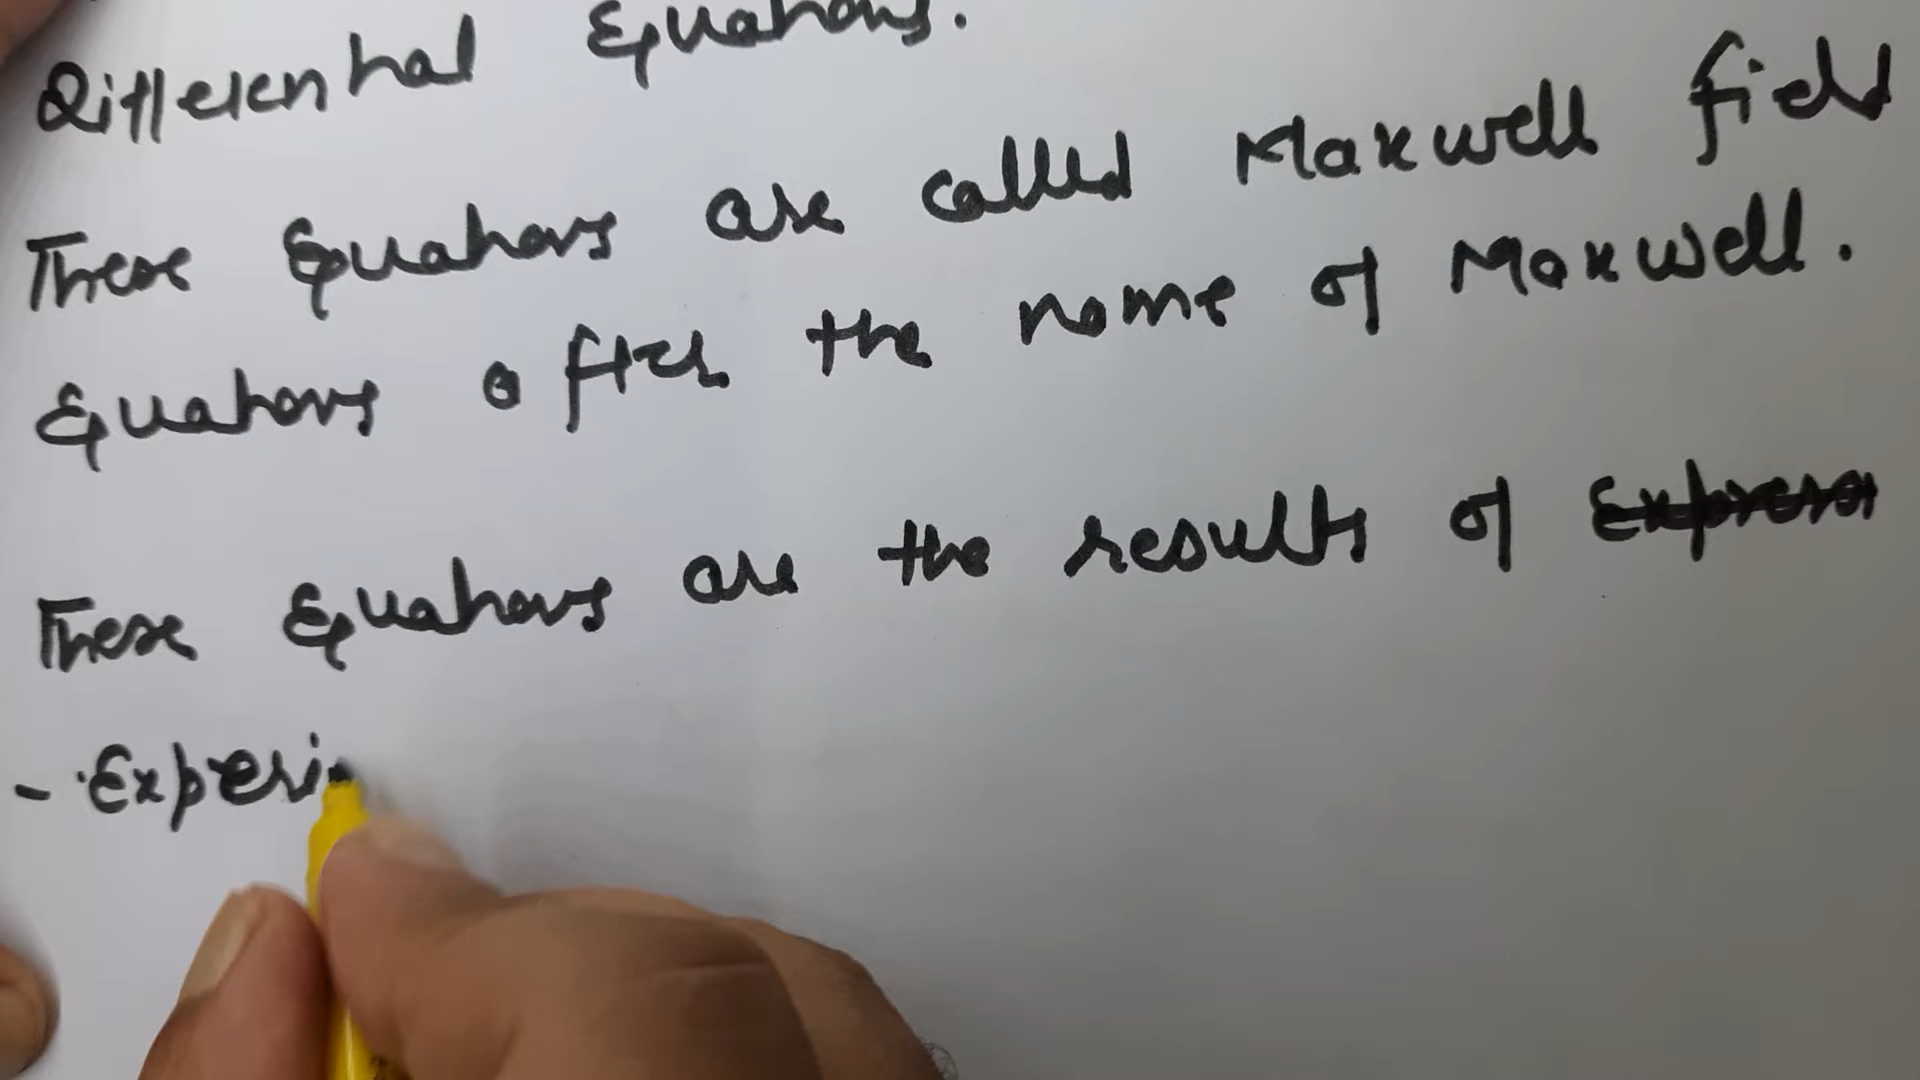 Differential Equations.
These Equations are called Maxwell field
Equations after the name of Maxwell.
These Equations are the results of
- Experi